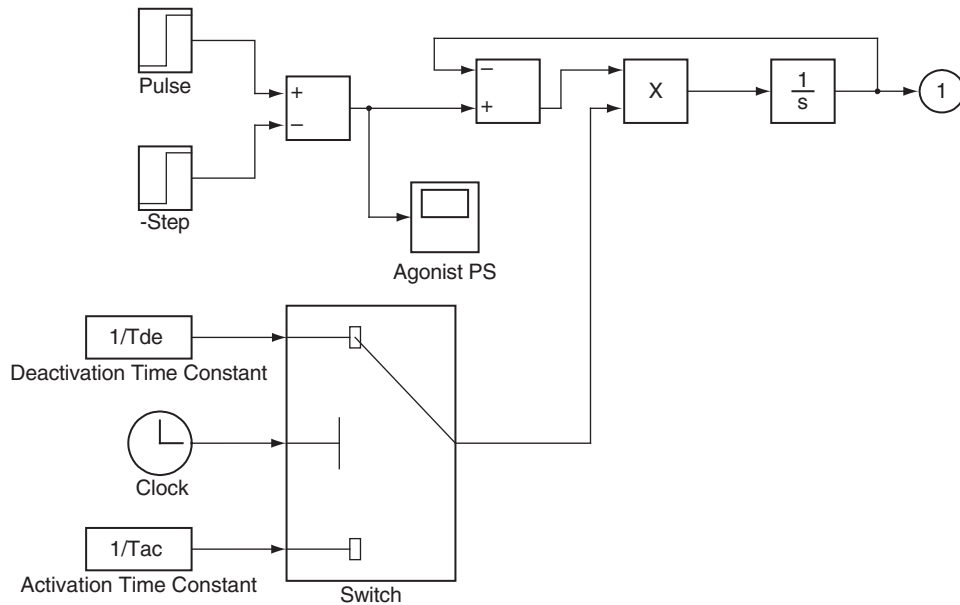 Pulse
+
−
-Step
−
+
X
1
s
1
Agonist PS
1/Tde
Deactivation Time Constant
Clock
1/Tac
Activation Time Constant
Switch